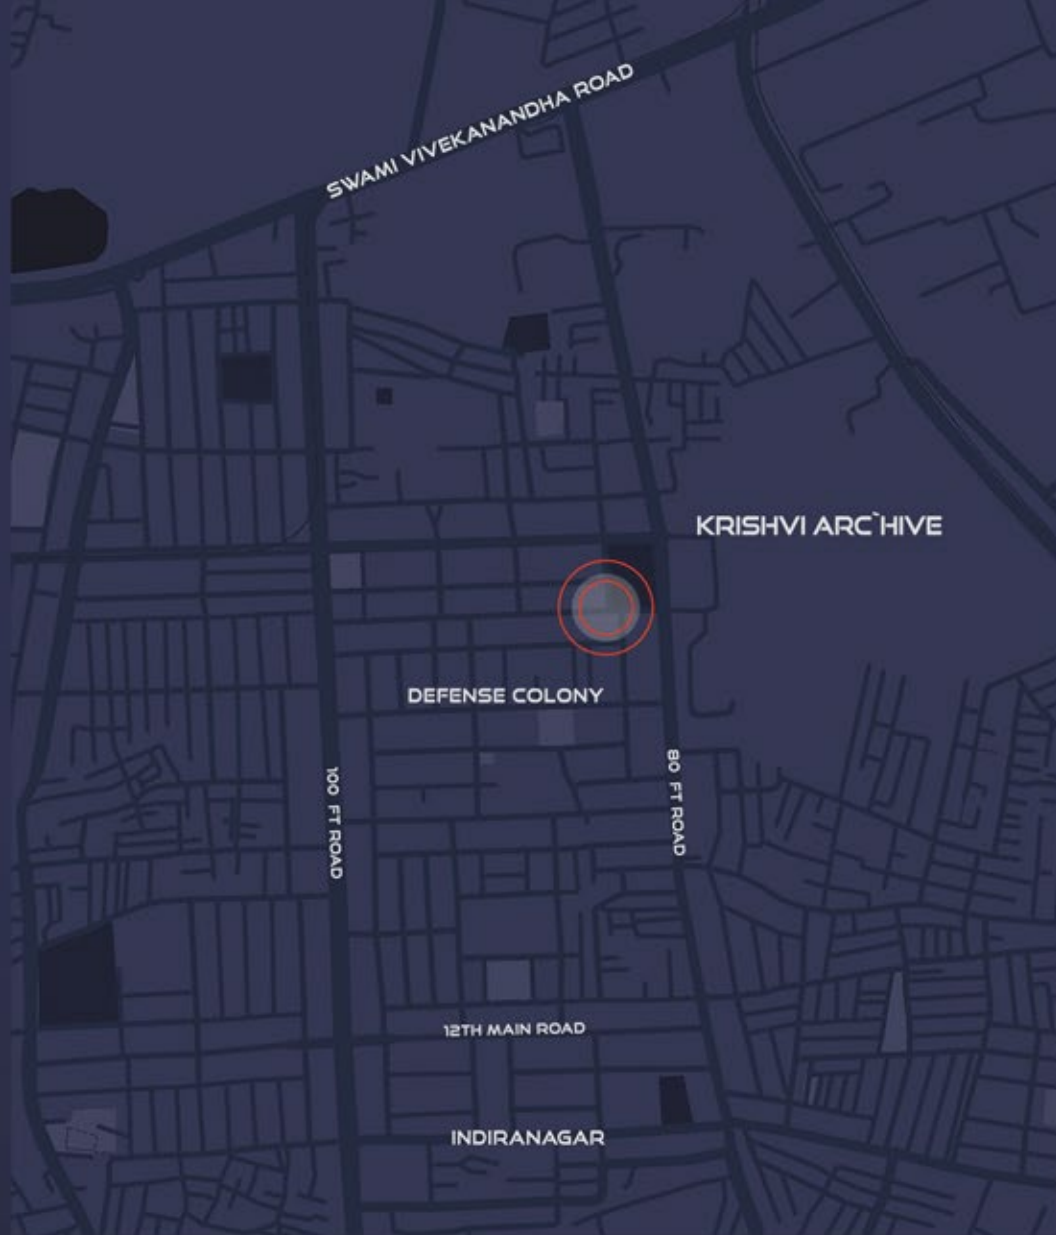 SWAMI VIVEKANANDHA ROAD
KRISHVI ARC`HIVE
DEFENSE COLONY
100 FT ROAD
80 FT ROAD
12TH MAIN ROAD
INDIRANAGAR